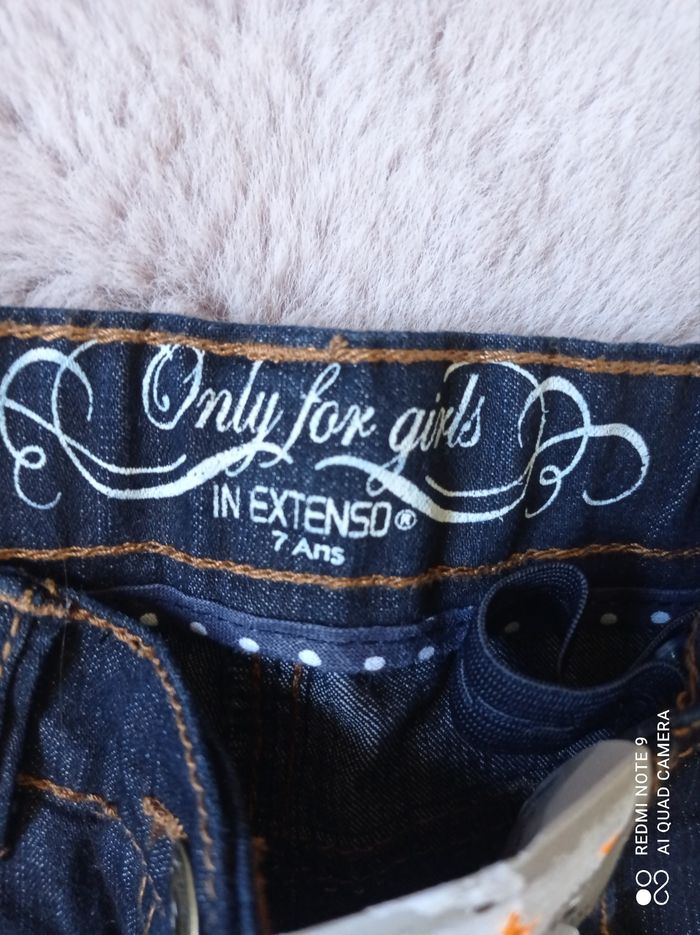 Only for girls
IN EXTENSO®
7 Ans
REDMI NOTE 9
AI QUAD CAMERA